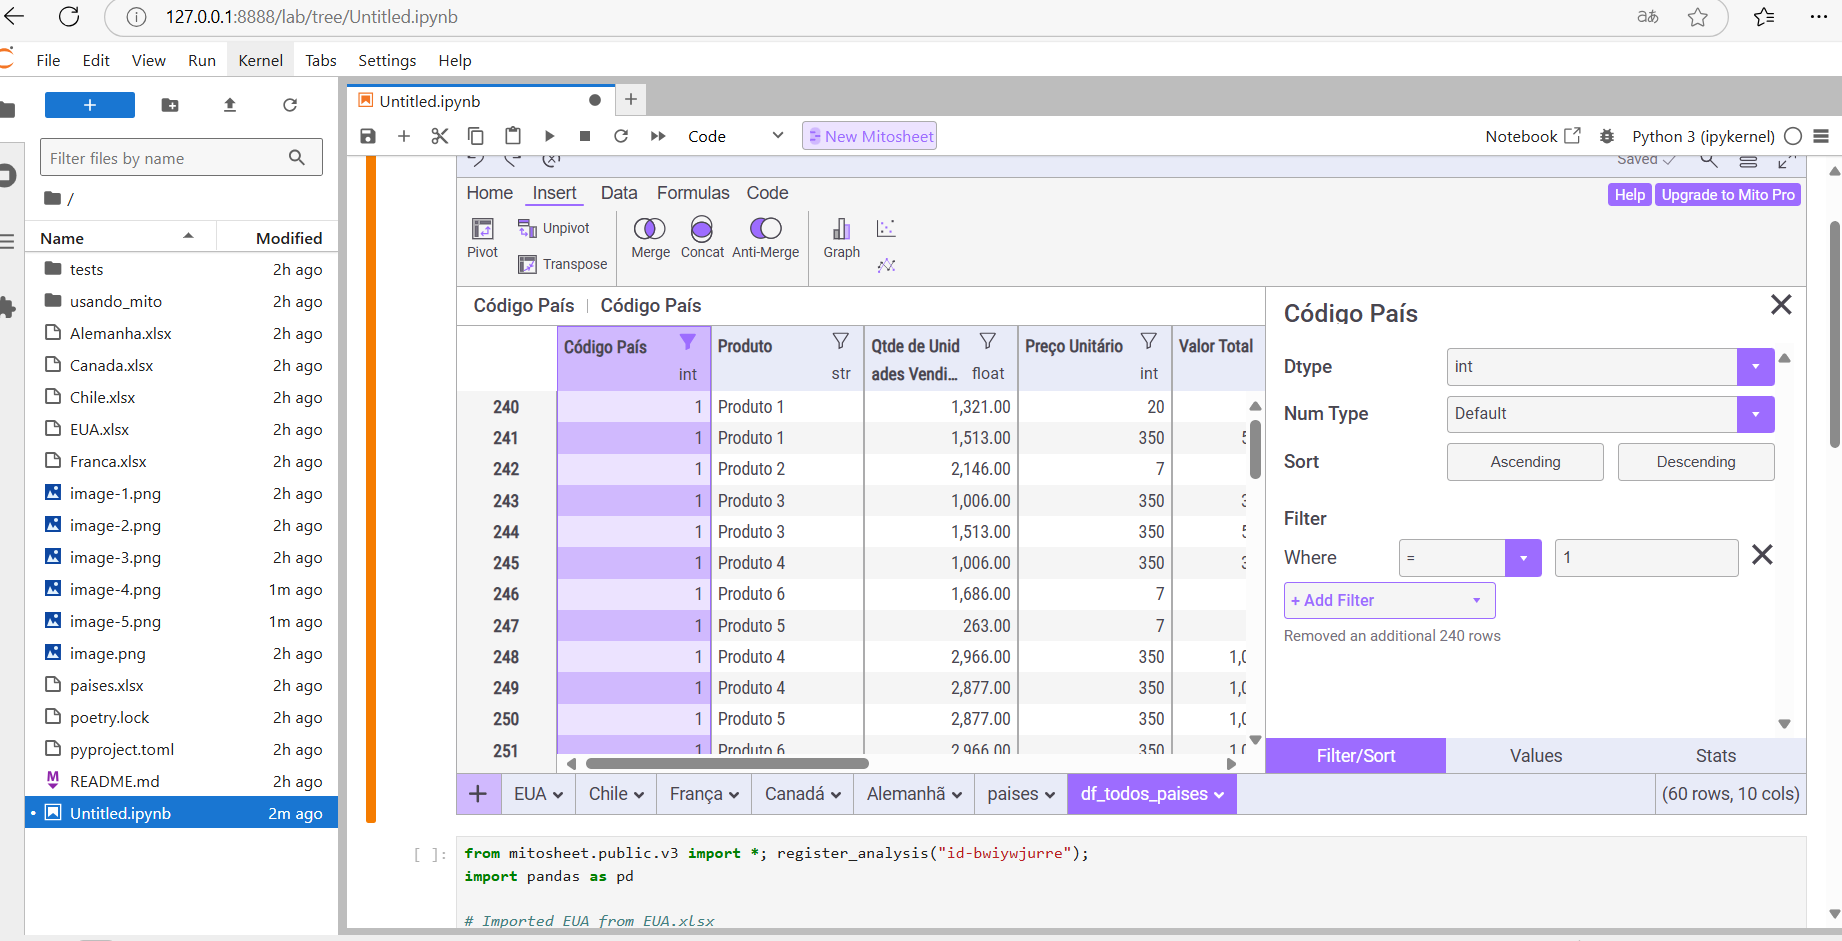 127.0.0.1:8888/lab/tree/Untitled.ipynb
File Edit View Run Kernel Tabs Settings Help
Untitled.ipynb
Code
New Mitosheet
Notebook
Python 3 (ipykernel)
Filter files by name
/
Name Modified
tests 2h ago
usando_mito 2h ago
Alemanha.xlsx 2h ago
Canada.xlsx 2h ago
Chile.xlsx 2h ago
EUA.xlsx 2h ago
Franca.xlsx 2h ago
image-1.png 2h ago
image-2.png 2h ago
image-3.png 2h ago
image-4.png 1m ago
image-5.png 1m ago
image.png 2h ago
paises.xlsx 2h ago
poetry.lock 2h ago
pyproject.toml 2h ago
README.md 2h ago
Untitled.ipynb 2m ago
Saved
Home Insert Data Formulas Code
Help Upgrade to Mito Pro
Pivot
Unpivot
Transpose
Merge Concat Anti-Merge
Graph
Código País | Código País
Código País int
Produto str
Qtde de Unid
ades Vendi... float
Preço Unitário int
Valor Total
240 1 Produto 1 1,321.00 20
241 1 Produto 1 1,513.00 350
242 1 Produto 2 2,146.00 7
243 1 Produto 3 1,006.00 350
244 1 Produto 3 1,513.00 350
245 1 Produto 4 1,006.00 350
246 1 Produto 6 1,686.00 7
247 1 Produto 5 263.00 7
248 1 Produto 4 2,966.00 350
249 1 Produto 4 2,877.00 350
250 1 Produto 5 2,877.00 350
251 1 Produto 6 2,966.00 350
Código País
Dtype int
Num Type Default
Sort Ascending Descending
Filter
Where = 1
+ Add Filter
Removed an additional 240 rows
Filter/Sort Values Stats
+ EUA Chile França Canadá Alemanhã paises df_todos_paises
(60 rows, 10 cols)
[ ]:
from mitosheet.public.v3 import *; register_analysis("id-bwiywjurre");
import pandas as pd
# Imported EUA from EUA.xlsx